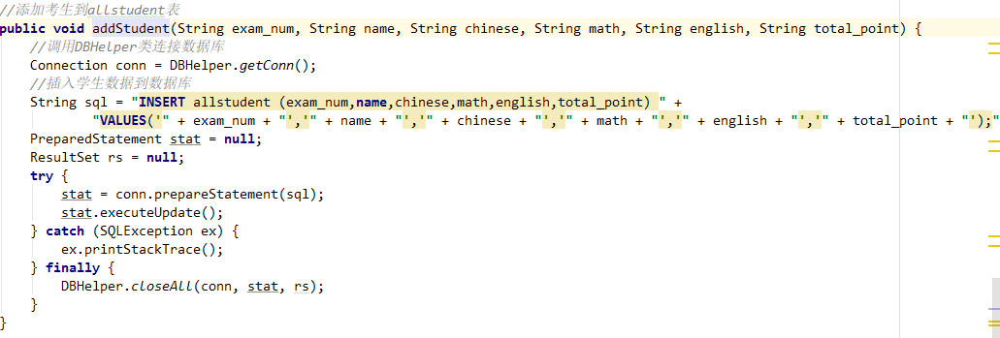 //添加考生到allstudent表
public void addStudent(String exam_num, String name, String chinese, String math, String english, String total_point) {
//调用DBHelper类连接数据库
Connection conn = DBHelper.getConn();
//插入学生数据到数据库
String sql = "INSERT allstudent (exam_num,name,chinese,math,english,total_point) " +
"VALUES('" + exam_num + "','" + name + "','" + chinese + "','" + math + "','" + english + "','" + total_point + "');"
PreparedStatement stat = null;
ResultSet rs = null;
try {
stat = conn.prepareStatement(sql);
stat.executeUpdate();
} catch (SQLException ex) {
ex.printStackTrace();
} finally {
DBHelper.closeAll(conn, stat, rs);
}
}